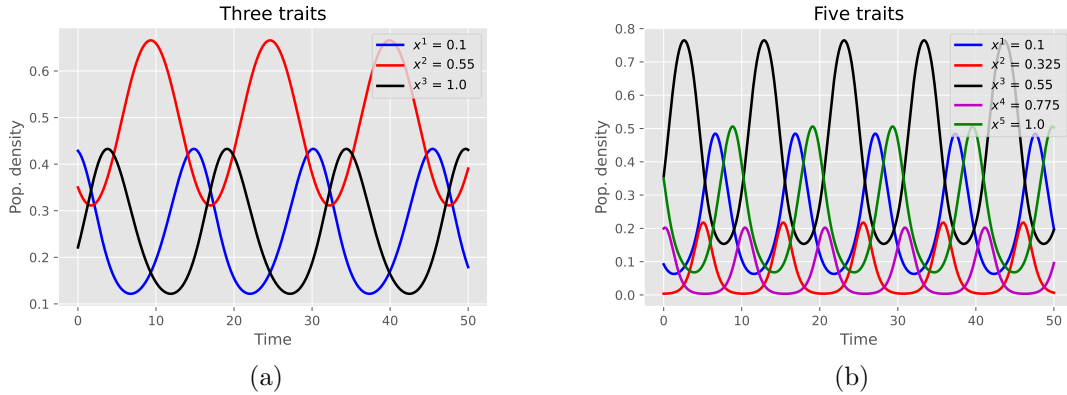 Three traits
x¹ = 0.1
x² = 0.55
x³ = 1.0
0.6
0.5
0.4
0.3
0.2
0.1
Pop. density
0 10 20 30 40 50
Time
(a)
Five traits
x¹ = 0.1
x² = 0.325
x³ = 0.55
x⁴ = 0.775
x⁵ = 1.0
0.8
0.7
0.6
0.5
0.4
0.3
0.2
0.1
0.0
Pop. density
0 10 20 30 40 50
Time
(b)